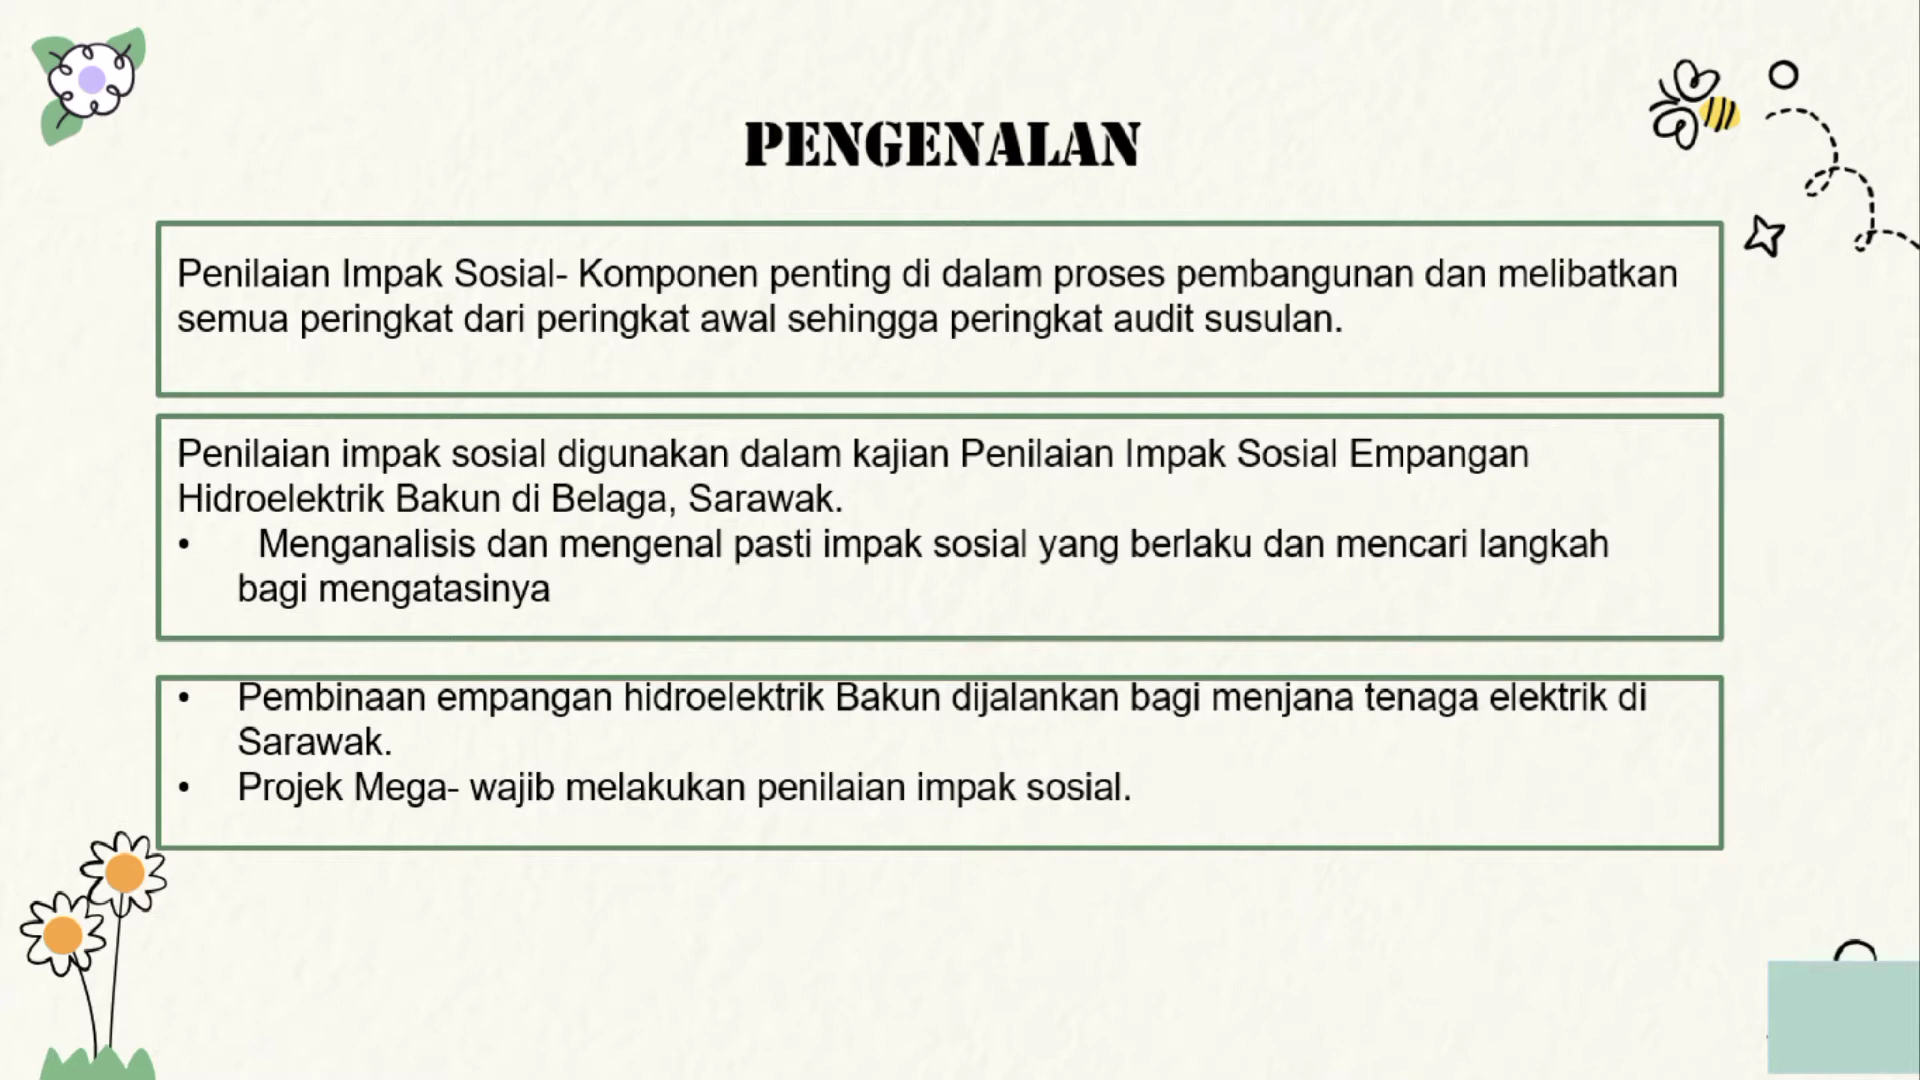 PENGENALAN
Penilaian Impak Sosial- Komponen penting di dalam proses pembangunan dan melibatkan
semua peringkat dari peringkat awal sehingga peringkat audit susulan.
Penilaian impak sosial digunakan dalam kajian Penilaian Impak Sosial Empangan
Hidroelektrik Bakun di Belaga, Sarawak.
• Menganalisis dan mengenal pasti impak sosial yang berlaku dan mencari langkah
bagi mengatasinya
• Pembinaan empangan hidroelektrik Bakun dijalankan bagi menjana tenaga elektrik di
Sarawak.
• Projek Mega- wajib melakukan penilaian impak sosial.